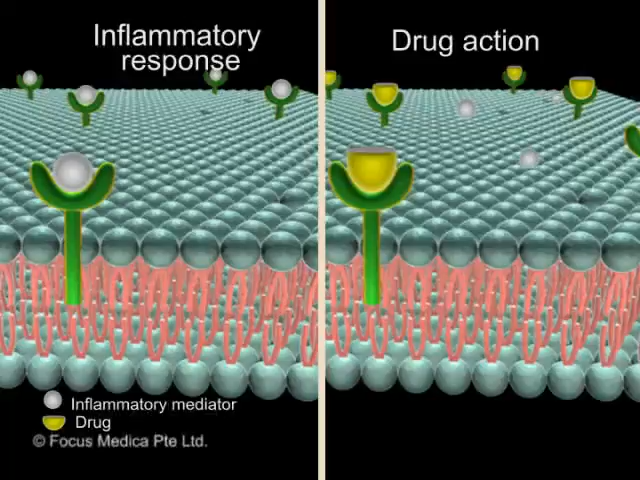 Inflammatory
response
Drug action
Inflammatory mediator
Drug
© Focus Medica Pte Ltd.